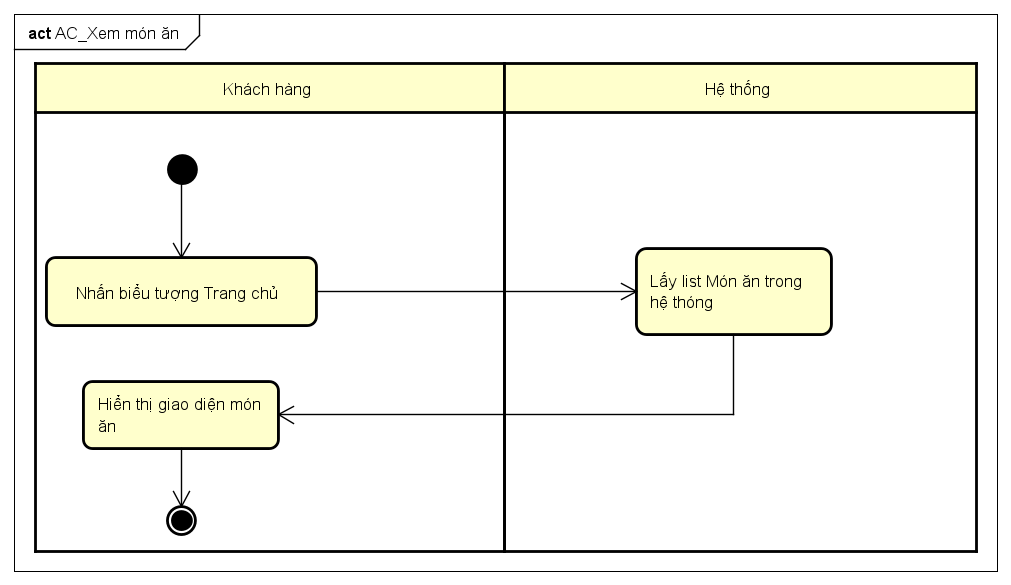 act AC_Xem món ăn
Khách hàng
Hệ thống
Nhấn biểu tượng Trang chủ
Lấy list Món ăn trong
hệ thóng
Hiển thị giao diện món
ăn